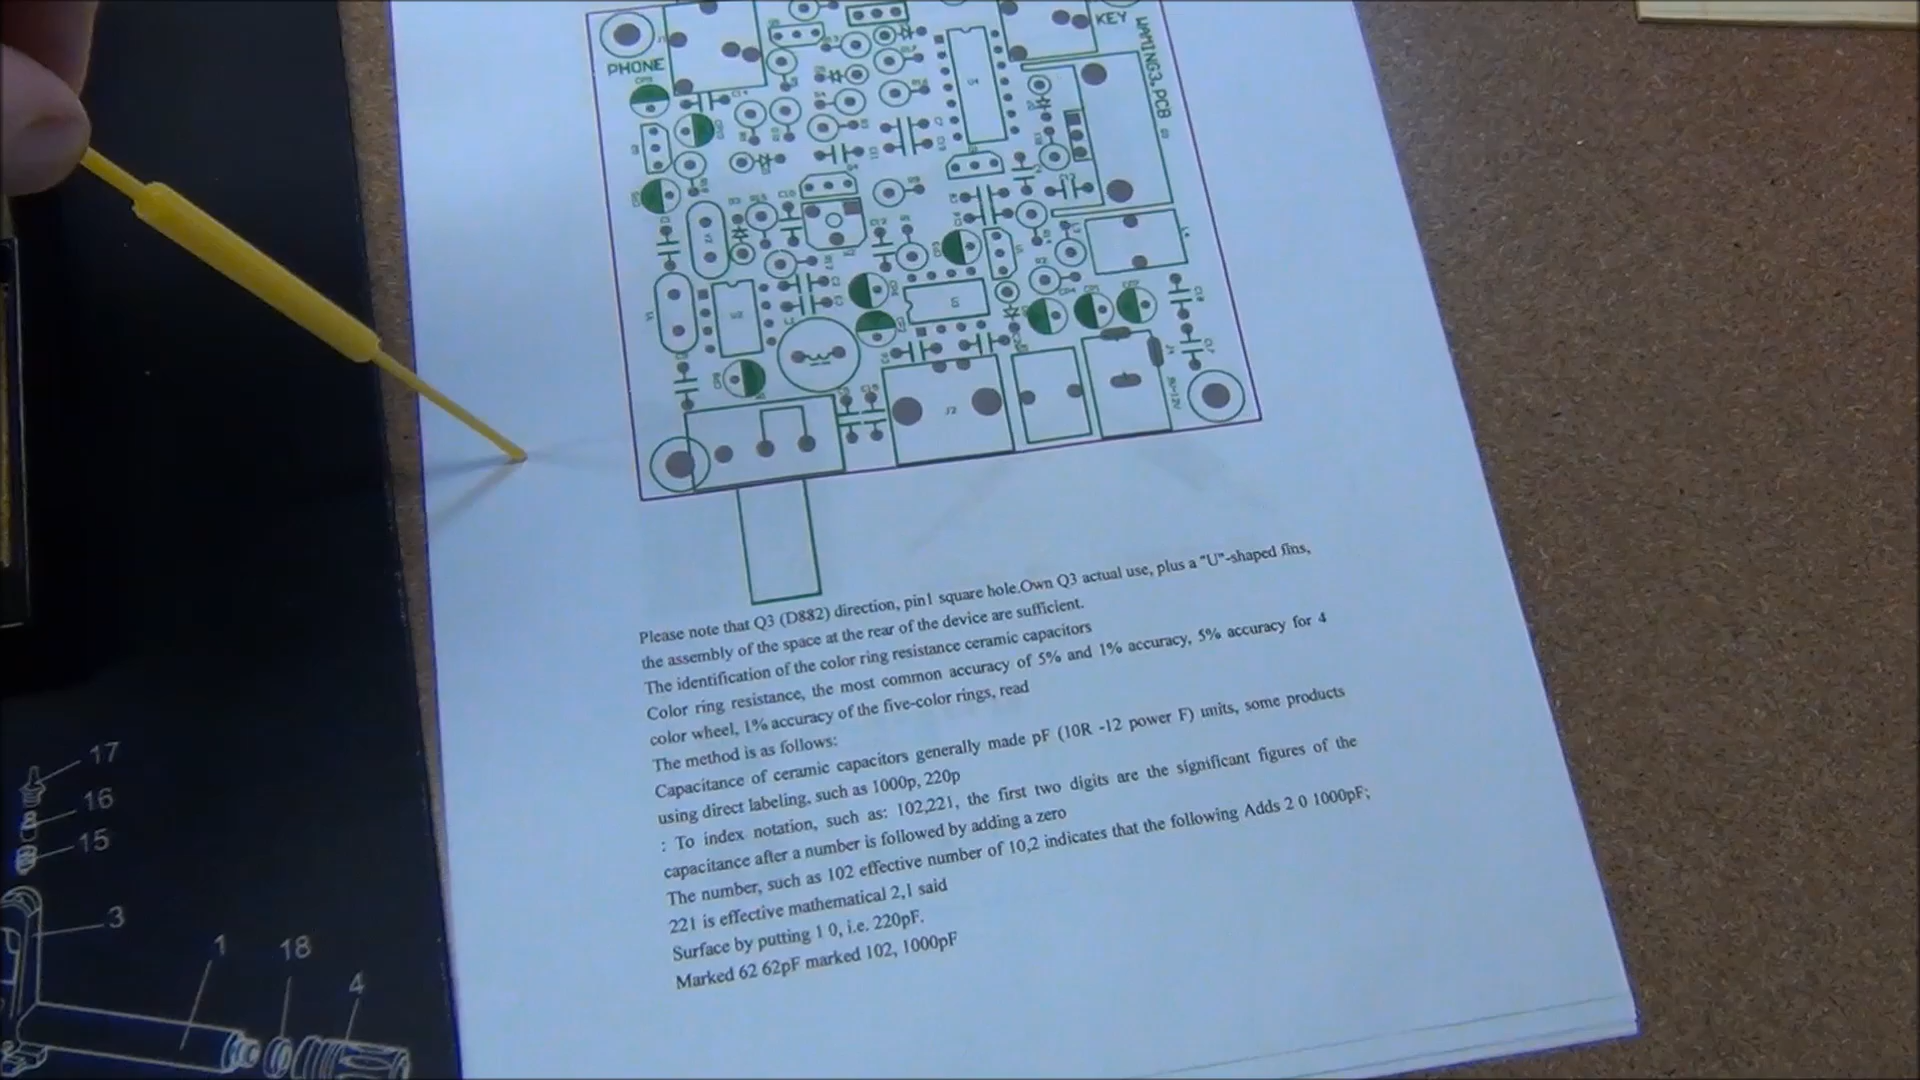 KEY
PHONE
WAMING3.PCB
J2
Please note that Q3 (D882) direction, pin1 square hole.Own Q3 actual use, plus a "U"-shaped fins,
the assembly of the space at the rear of the device are sufficient.
The identification of the color ring resistance ceramic capacitors
Color ring resistance, the most common accuracy of 5% and 1% accuracy, 5% accuracy for 4
color wheel, 1% accuracy of the five-color rings, read
The method is as follows:
Capacitance of ceramic capacitors generally made pF (10R -12 power F) units, some products
using direct labeling, such as 1000p, 220p
: To index notation, such as: 102,221, the first two digits are the significant figures of the
capacitance after a number is followed by adding a zero
The number, such as 102 effective number of 10,2 indicates that the following Adds 2 0 1000pF;
221 is effective mathematical 2,1 said
Surface by putting 1 0, i.e. 220pF.
Marked 62 62pF marked 102, 1000pF
17
16
15
3
1
18
4